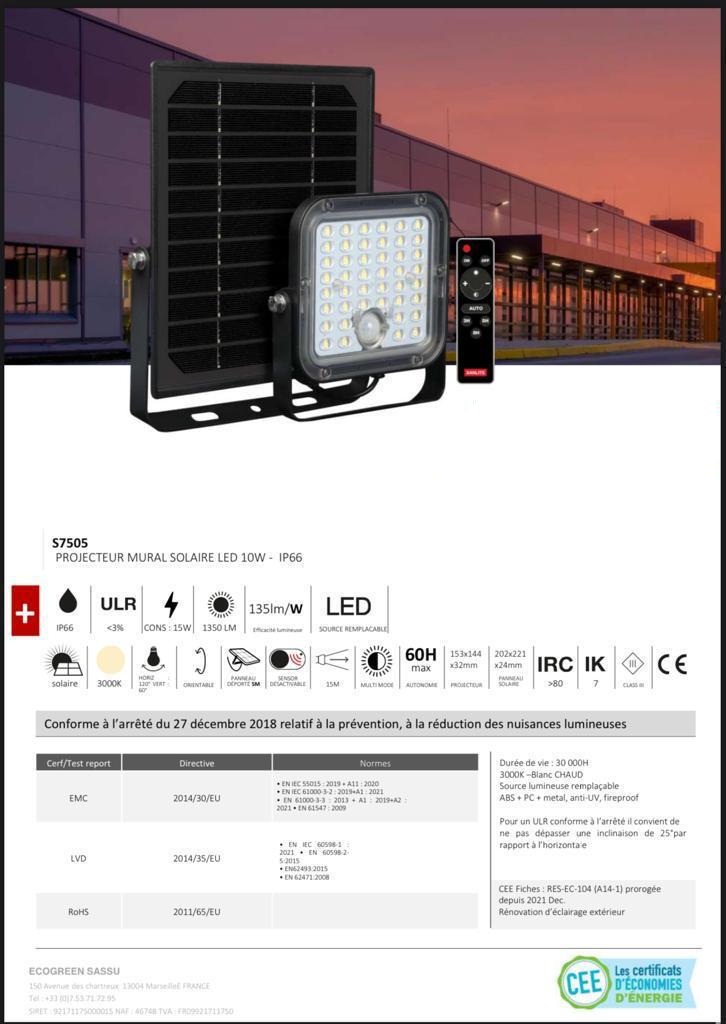 ON
OFF
AUTO
3H
5H
8H
XANLITE
S7505
PROJECTEUR MURAL SOLAIRE LED 10W - IP66
IP66
ULR
<3%
CONS : 15W
1350 LM
135lm/W
Efficacité lumineuse
LED
SOURCE REMPLACABLE
solaire
3000K
HORIZ :
120° VERT :
60°
ORIENTABLE
PANNEAU
DÉPORTÉ 5M
SENSOR
DÉSACTIVABLE
15M
MULTI MODE
60H
max
AUTONOMIE
153x144
x32mm
PROJECTEUR
202x221
x24mm
PANNEAU
SOLAIRE
IRC
>80
IK
7
III
CLASS III
CE
Conforme à l'arrêté du 27 décembre 2018 relatif à la prévention, à la réduction des nuisances lumineuses
Cerf/Test report
Directive
Normes
EMC
2014/30/EU
• EN IEC 55015 : 2019 + A11 : 2020
• EN IEC 61000-3-2 : 2019+A1 : 2021
• EN 61000-3-3 : 2013 + A1 : 2019+A2 :
2021 • EN 61547 : 2009
LVD
2014/35/EU
• EN IEC 60598-1 :
2021 • EN 60598-2-
5:2015
• EN62493:2015
• EN 62471:2008
RoHS
2011/65/EU
Durée de vie : 30 000H
3000K –Blanc CHAUD
Source lumineuse remplaçable
ABS + PC + metal, anti-UV, fireproof
Pour un ULR conforme à l'arrêté il convient de
ne pas dépasser une inclinaison de 25°par
rapport à l'horizontale
CEE Fiches : RES-EC-104 (A14-1) prorogée
depuis 2021 Dec.
Rénovation d'éclairage extérieur
ECOGREEN SASSU
150 Avenue des chartreux 13004 MarseilleE FRANCE
Tél : +33 (0)7.53.71.72.95
SIRET : 92171175000015 NAF : 4674B TVA : FR09921711750
CEE
Les certificats
D'ÉCONOMIES
D'ÉNERGIE